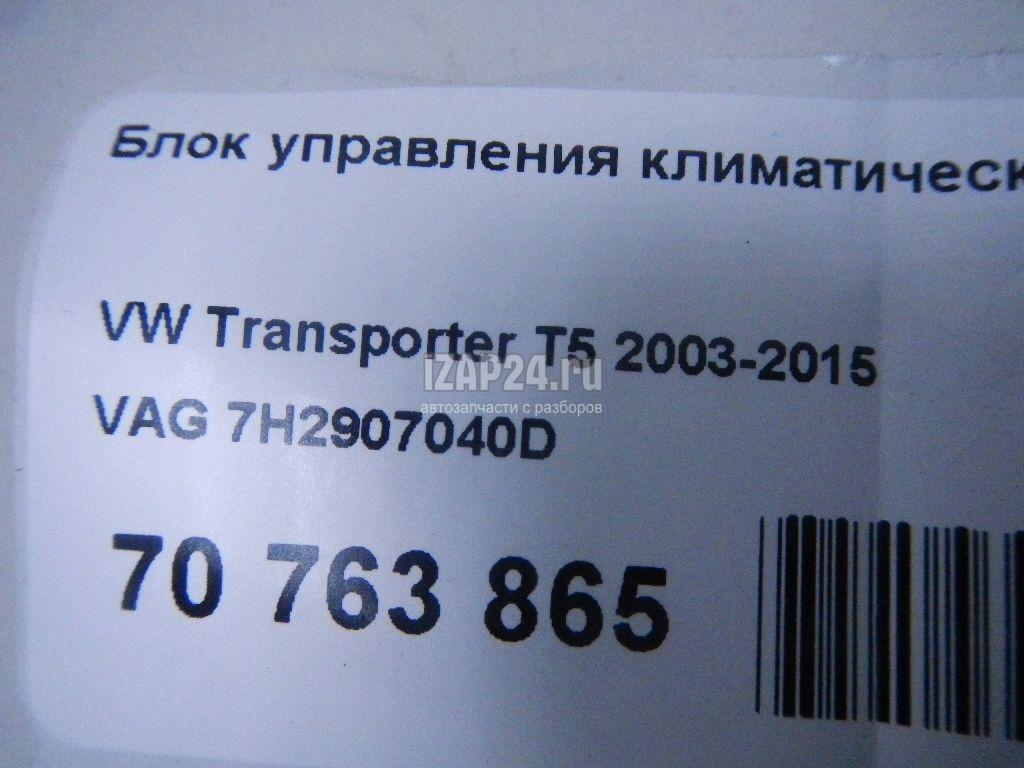 Блок управления климатическ
VW Transporter T5 2003-2015
IZAP24.ru
автозапчасти с разборов
VAG 7H2907040D
70 763 865